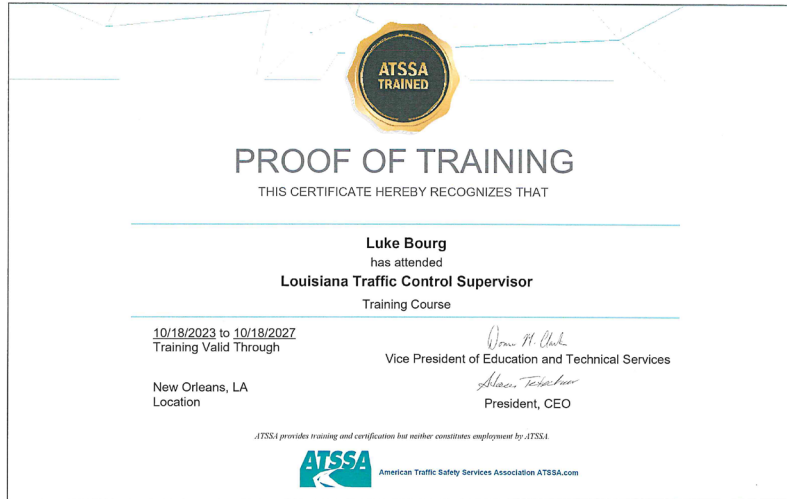 ATSSA
TRAINED
PROOF OF TRAINING
THIS CERTIFICATE HEREBY RECOGNIZES THAT
Luke Bourg
has attended
Louisiana Traffic Control Supervisor
Training Course
10/18/2023 to 10/18/2027
Training Valid Through
Donna M. Clark
Vice President of Education and Technical Services
New Orleans, LA
Location
President, CEO
ATSSA provides training and certification but neither constitutes employment by ATSSA.
ATSSA
American Traffic Safety Services Association ATSSA.com